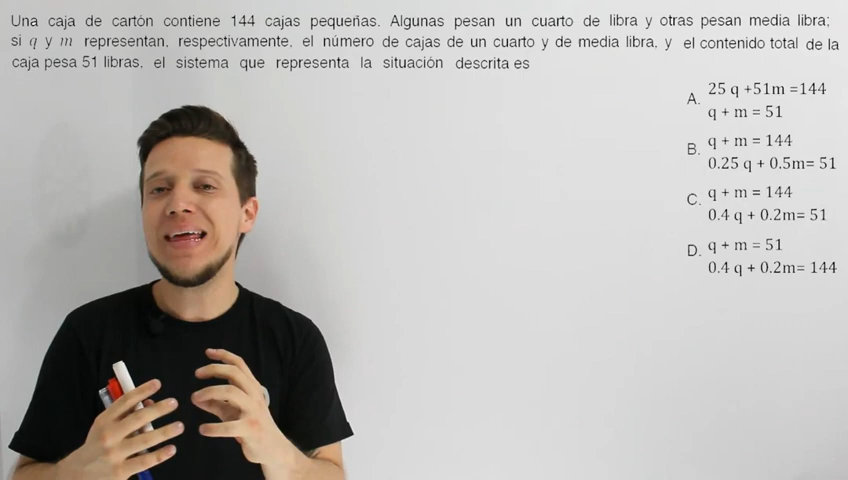 Una caja de cartón contiene 144 cajas pequeñas. Algunas pesan un cuarto de libra y otras pesan media libra;
si q y m representan, respectivamente, el número de cajas de un cuarto y de media libra, y el contenido total de la
caja pesa 51 libras, el sistema que representa la situación descrita es
A. 25 q +51m =144
q + m = 51
B. q + m = 144
0.25 q + 0.5m= 51
C. q + m = 144
0.4 q + 0.2m= 51
D. q + m = 51
0.4 q + 0.2m= 144